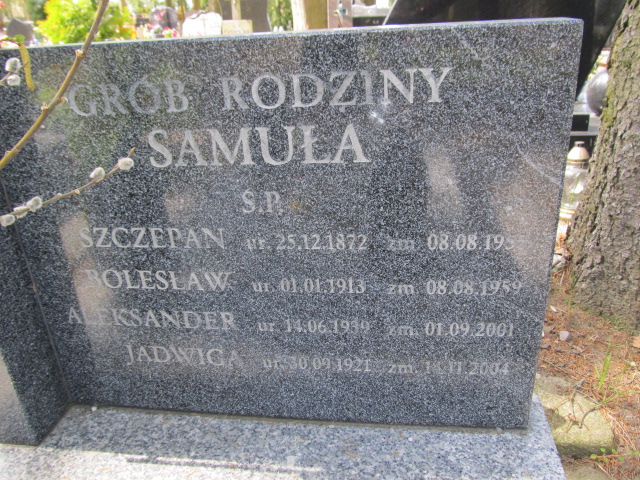 GRÓB RODZINY
SAMUŁA
Ś.P.
SZCZEPAN ur. 25.12.1872 zm.
BOLESŁAW ur. 01.01.1913 zm. 08.08.1959
ALEKSANDER ur. 14.06.1939 zm. 01.09.2001
JADWIGA ur. 30.09.1921 zm.